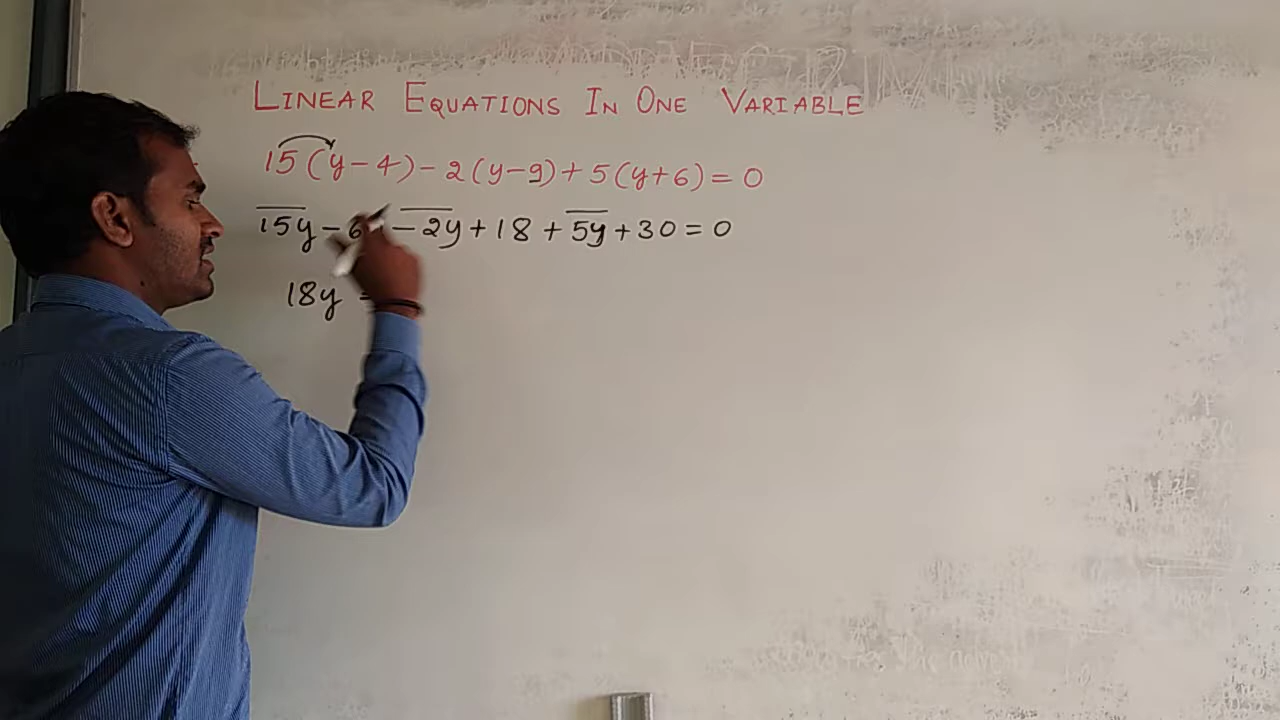 LINEAR EQUATIONS IN ONE VARIABLE
15(y-4)-2(y-9)+5(y+6)=0
15y-6 -2y+18+5y+30=0
18y =